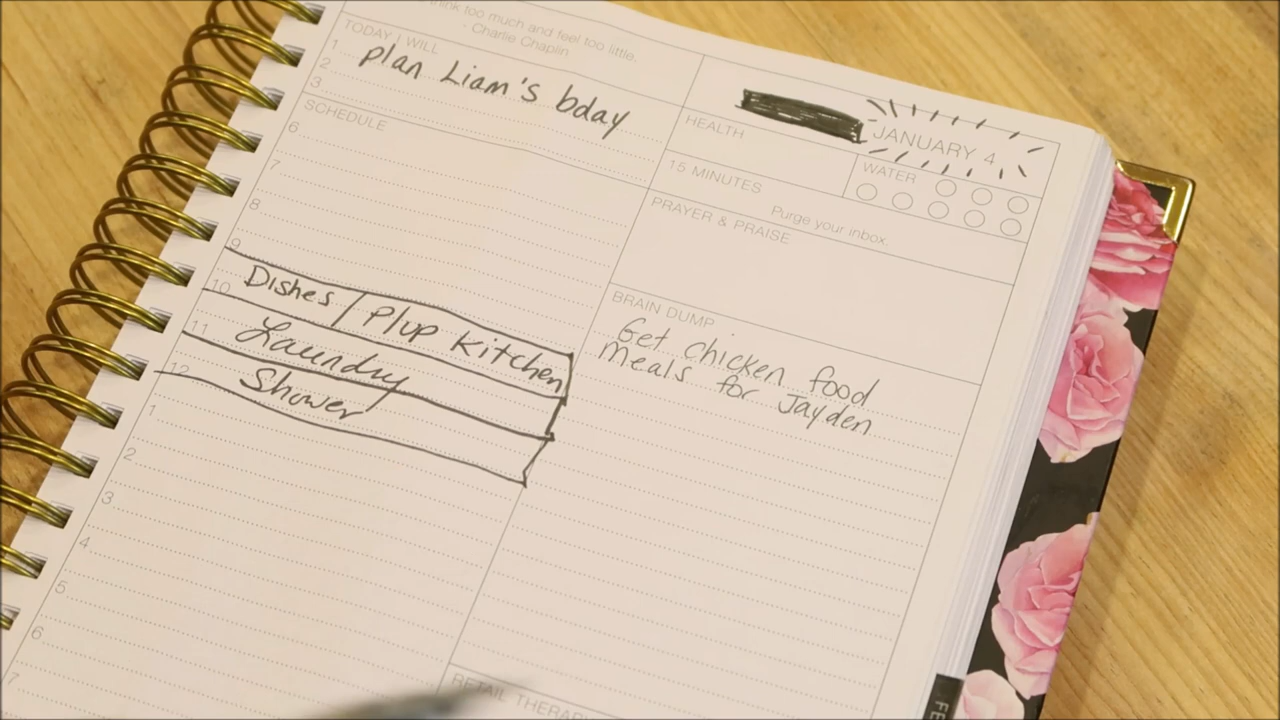 think too much and feel too little.
- Charlie Chaplin
TODAY I WILL
1... plan Liam's bday
2
3
SCHEDULE
6
7
8
9
10 Dishes / Plup Kitchen
11 Laundry
12 Shower
1
2
3
4
5
6
7
JANUARY 4
HEALTH
WATER
15 MINUTES
Purge your inbox.
PRAYER & PRAISE
BRAIN DUMP
Get chicken food
Meals for Jayden
RETAIL THERAPY
FE